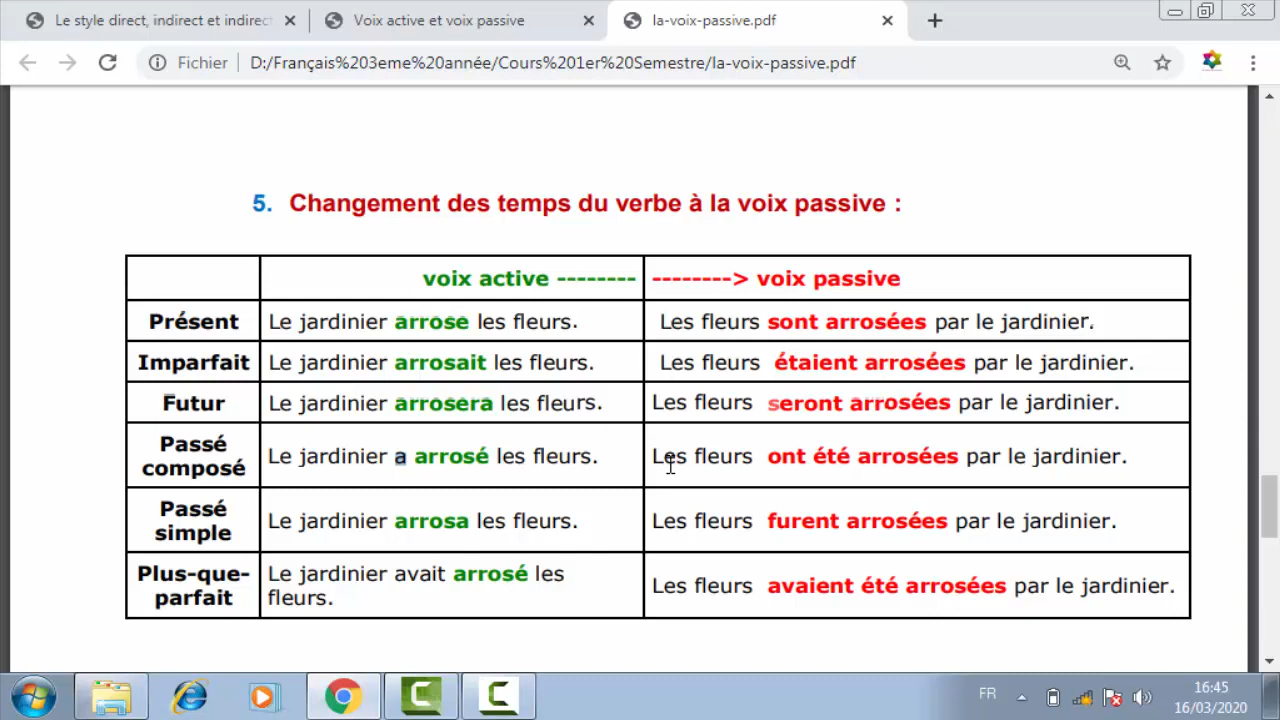 Le style direct, indirect et indirec
Voix active et voix passive
la-voix-passive.pdf
Fichier
D:/Français%203eme%20année/Cours%201er%20Semestre/la-voix-passive.pdf
5. Changement des temps du verbe à la voix passive :
voix active -------- --------> voix passive
Présent Le jardinier arrose les fleurs. Les fleurs sont arrosées par le jardinier.
Imparfait Le jardinier arrosait les fleurs. Les fleurs étaient arrosées par le jardinier.
Futur Le jardinier arrosera les fleurs. Les fleurs seront arrosées par le jardinier.
Passé
composé
Le jardinier a arrosé les fleurs. Les fleurs ont été arrosées par le jardinier.
Passé
simple
Le jardinier arrosa les fleurs. Les fleurs furent arrosées par le jardinier.
Plus-que-
parfait
Le jardinier avait arrosé les
fleurs.
Les fleurs avaient été arrosées par le jardinier.
FR
16:45
16/03/2020